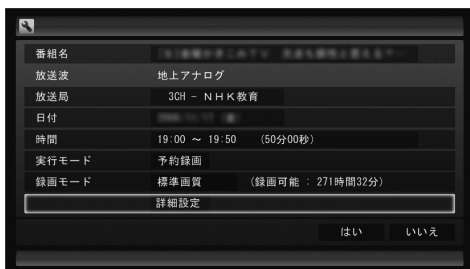 番組名
放送波 地上アナログ
放送局 3CH － ＮＨＫ教育
日付
時間 19:00 ～ 19:50 (50分00秒)
実行モード 予約録画
録画モード 標準画質 (録画可能 : 271時間32分)
詳細設定
はい いいえ